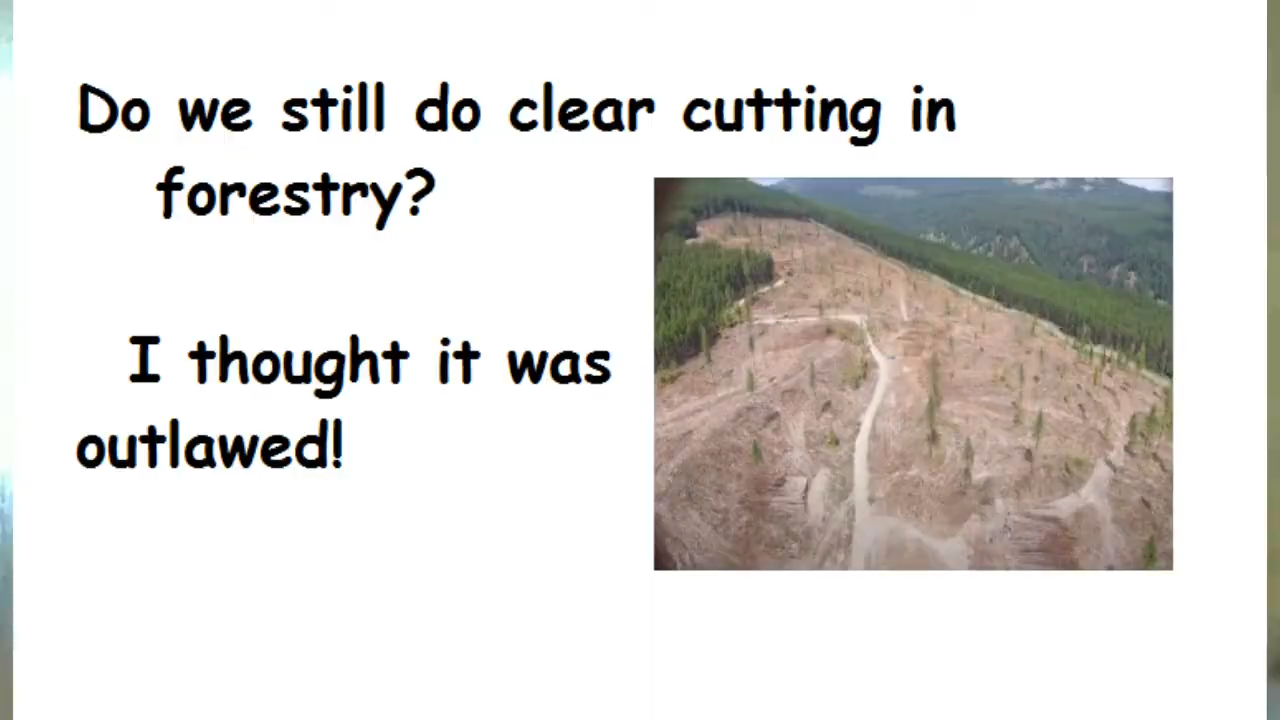 Do we still do clear cutting in
forestry?
I thought it was
outlawed!